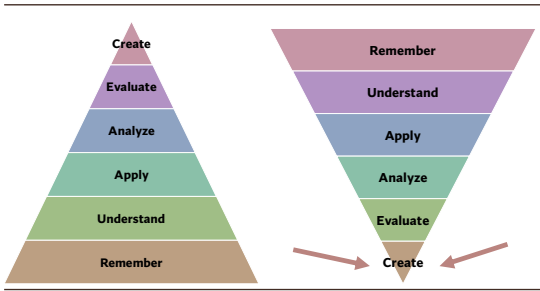 Create
Evaluate
Analyze
Apply
Understand
Remember
Remember
Understand
Apply
Analyze
Evaluate
Create